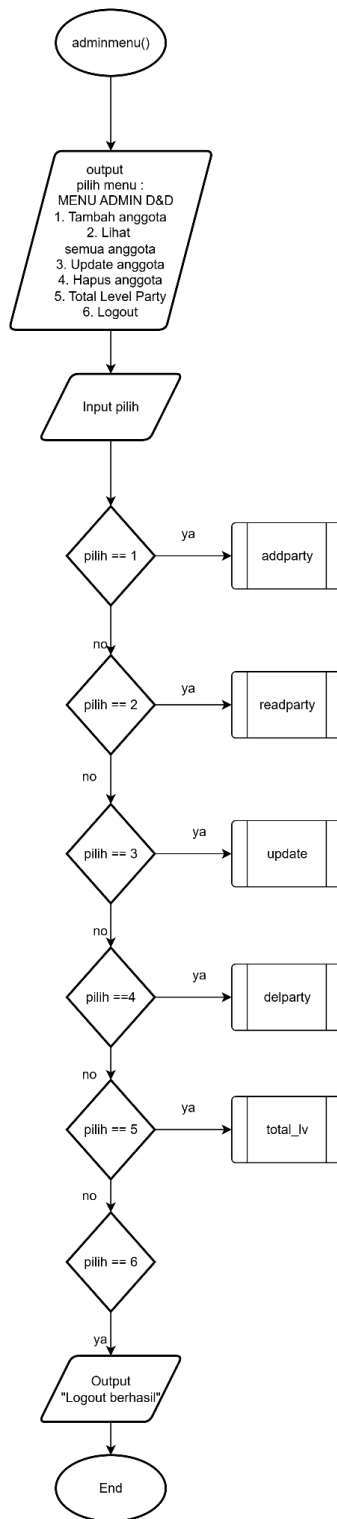 adminmenu()
output
pilih menu :
MENU ADMIN D&D
1. Tambah anggota
2. Lihat
semua anggota
3. Update anggota
4. Hapus anggota
5. Total Level Party
6. Logout
Input pilih
pilih == 1
ya
addparty
no
pilih == 2
ya
readparty
no
pilih == 3
ya
update
no
pilih ==4
ya
delparty
no
pilih == 5
ya
total_lv
no
pilih == 6
ya
Output
"Logout berhasil"
End